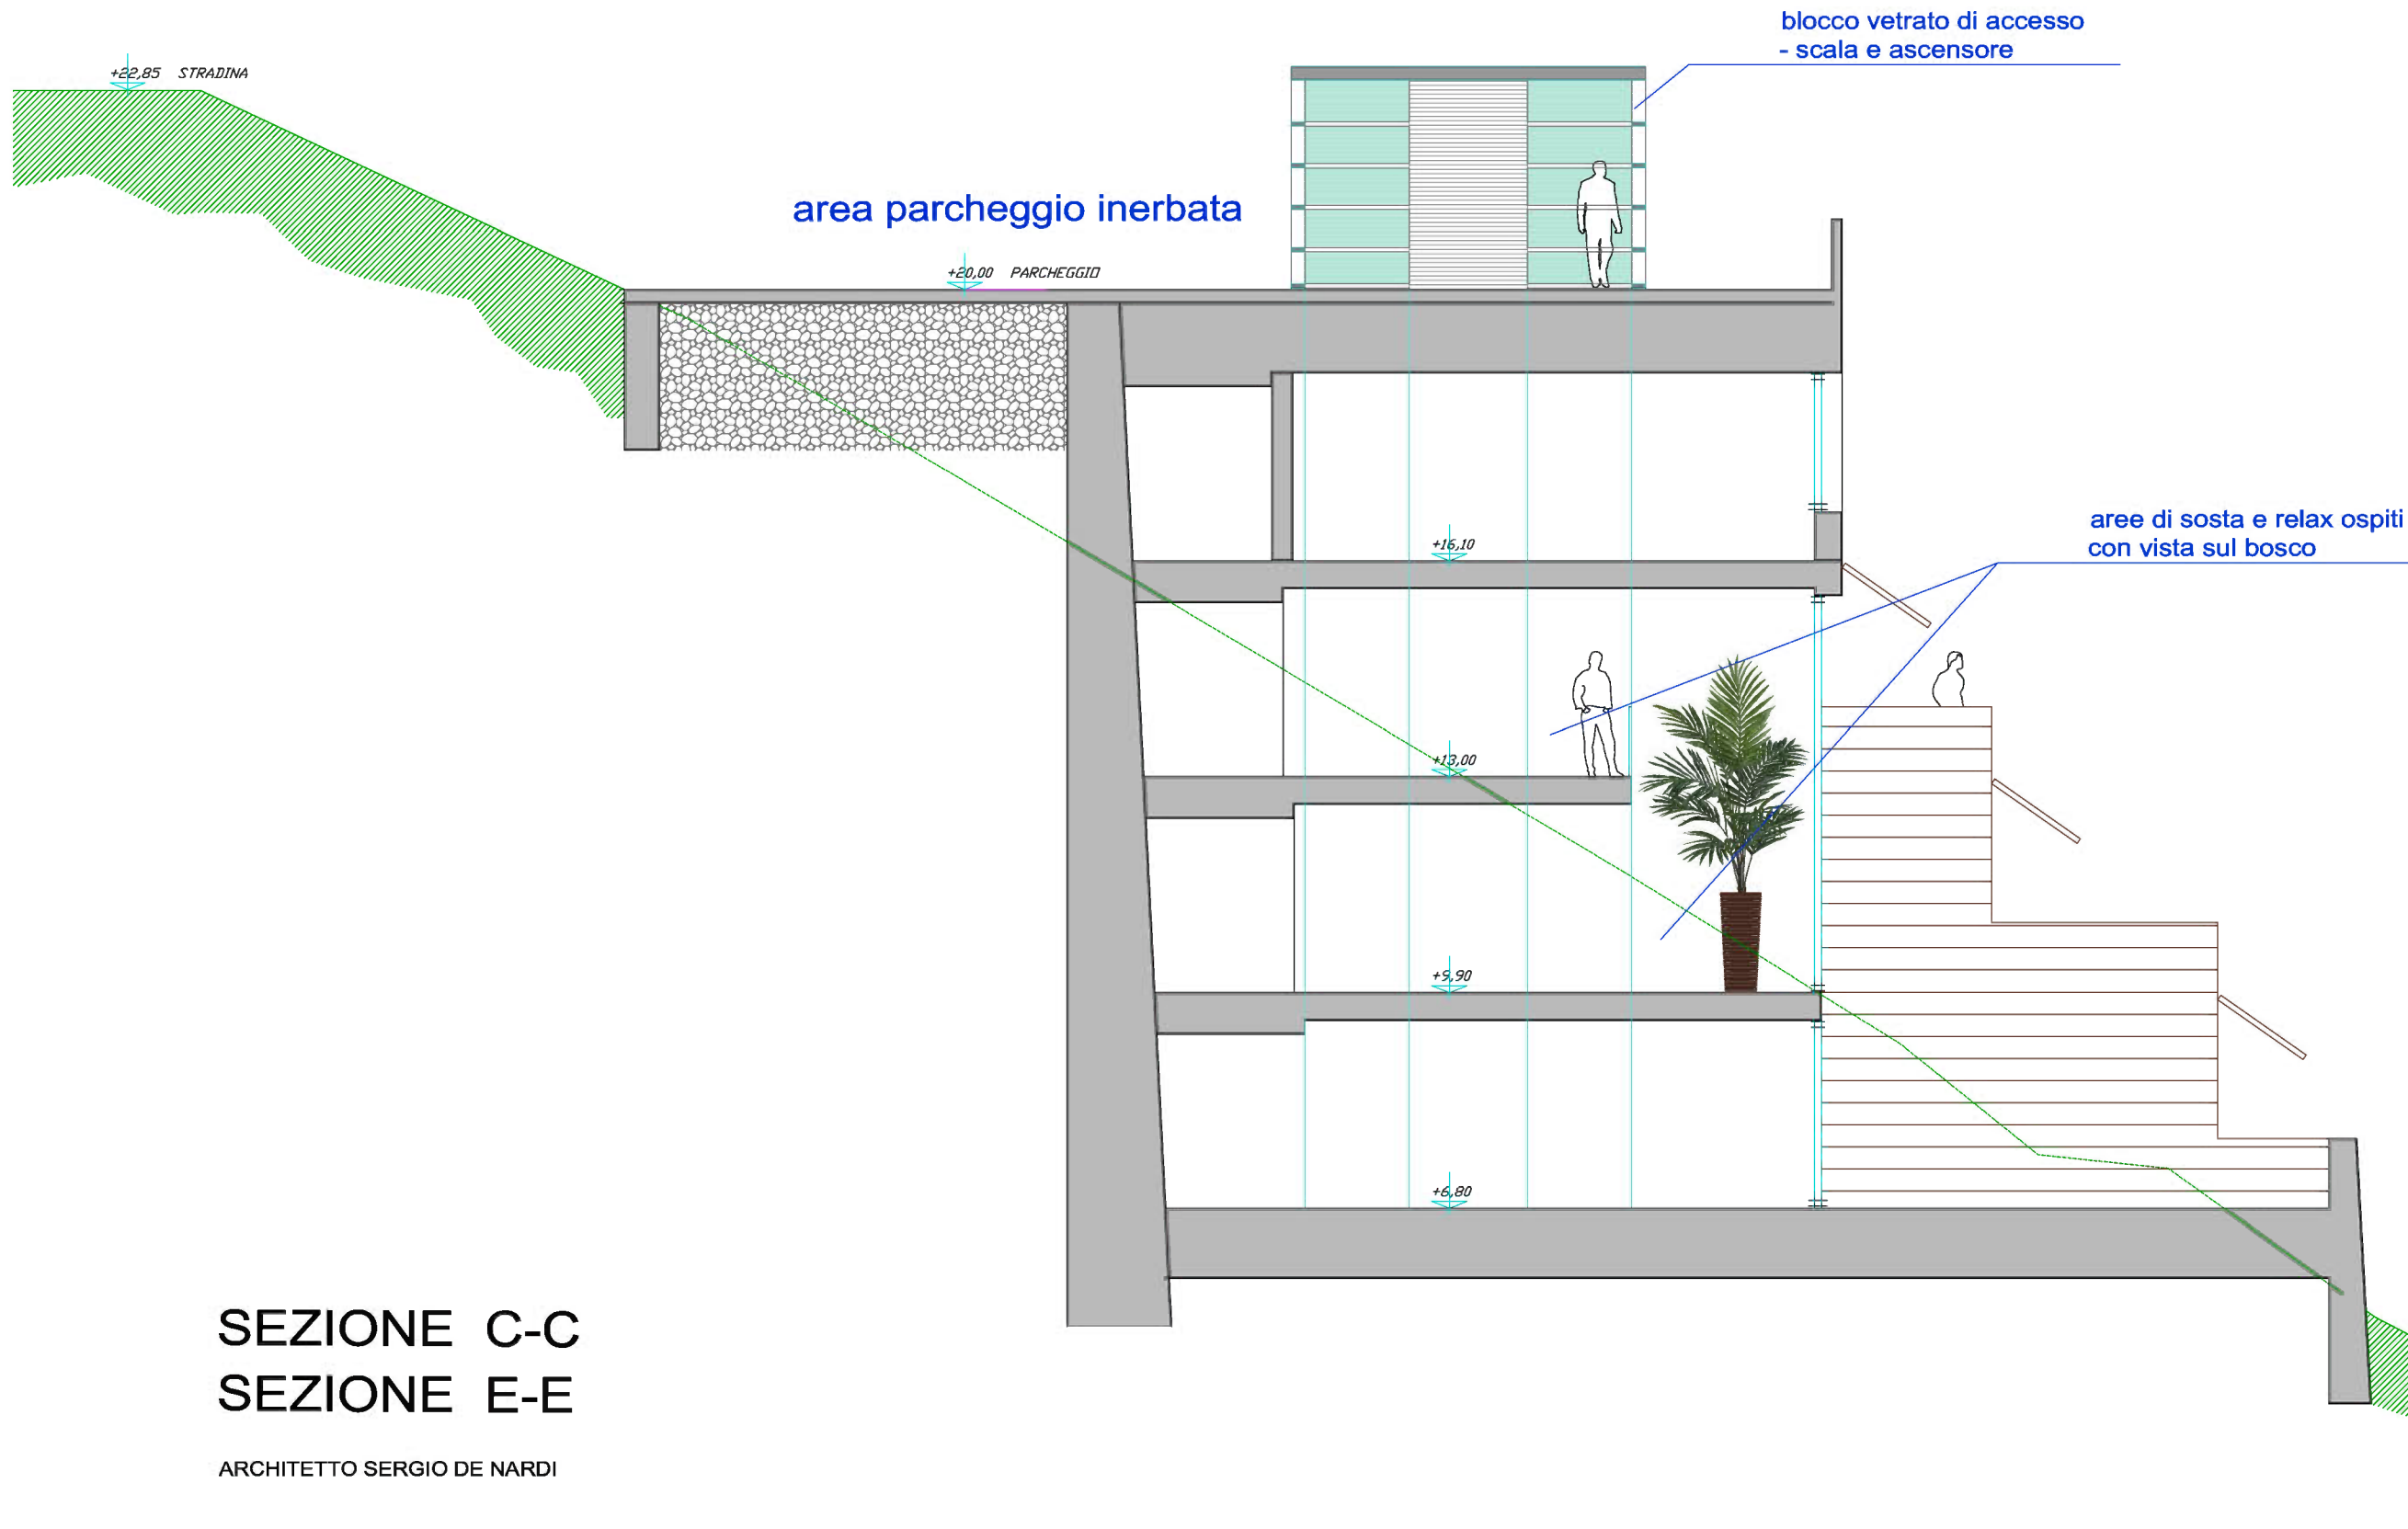 blocco vetrato di accesso
- scala e ascensore
+22,85 STRADINA
area parcheggio inerbata
+20,00 PARCHEGGIO
aree di sosta e relax ospiti
con vista sul bosco
+16,10
+13,00
+9,90
+6,80
SEZIONE C-C
SEZIONE E-E
ARCHITETTO SERGIO DE NARDI